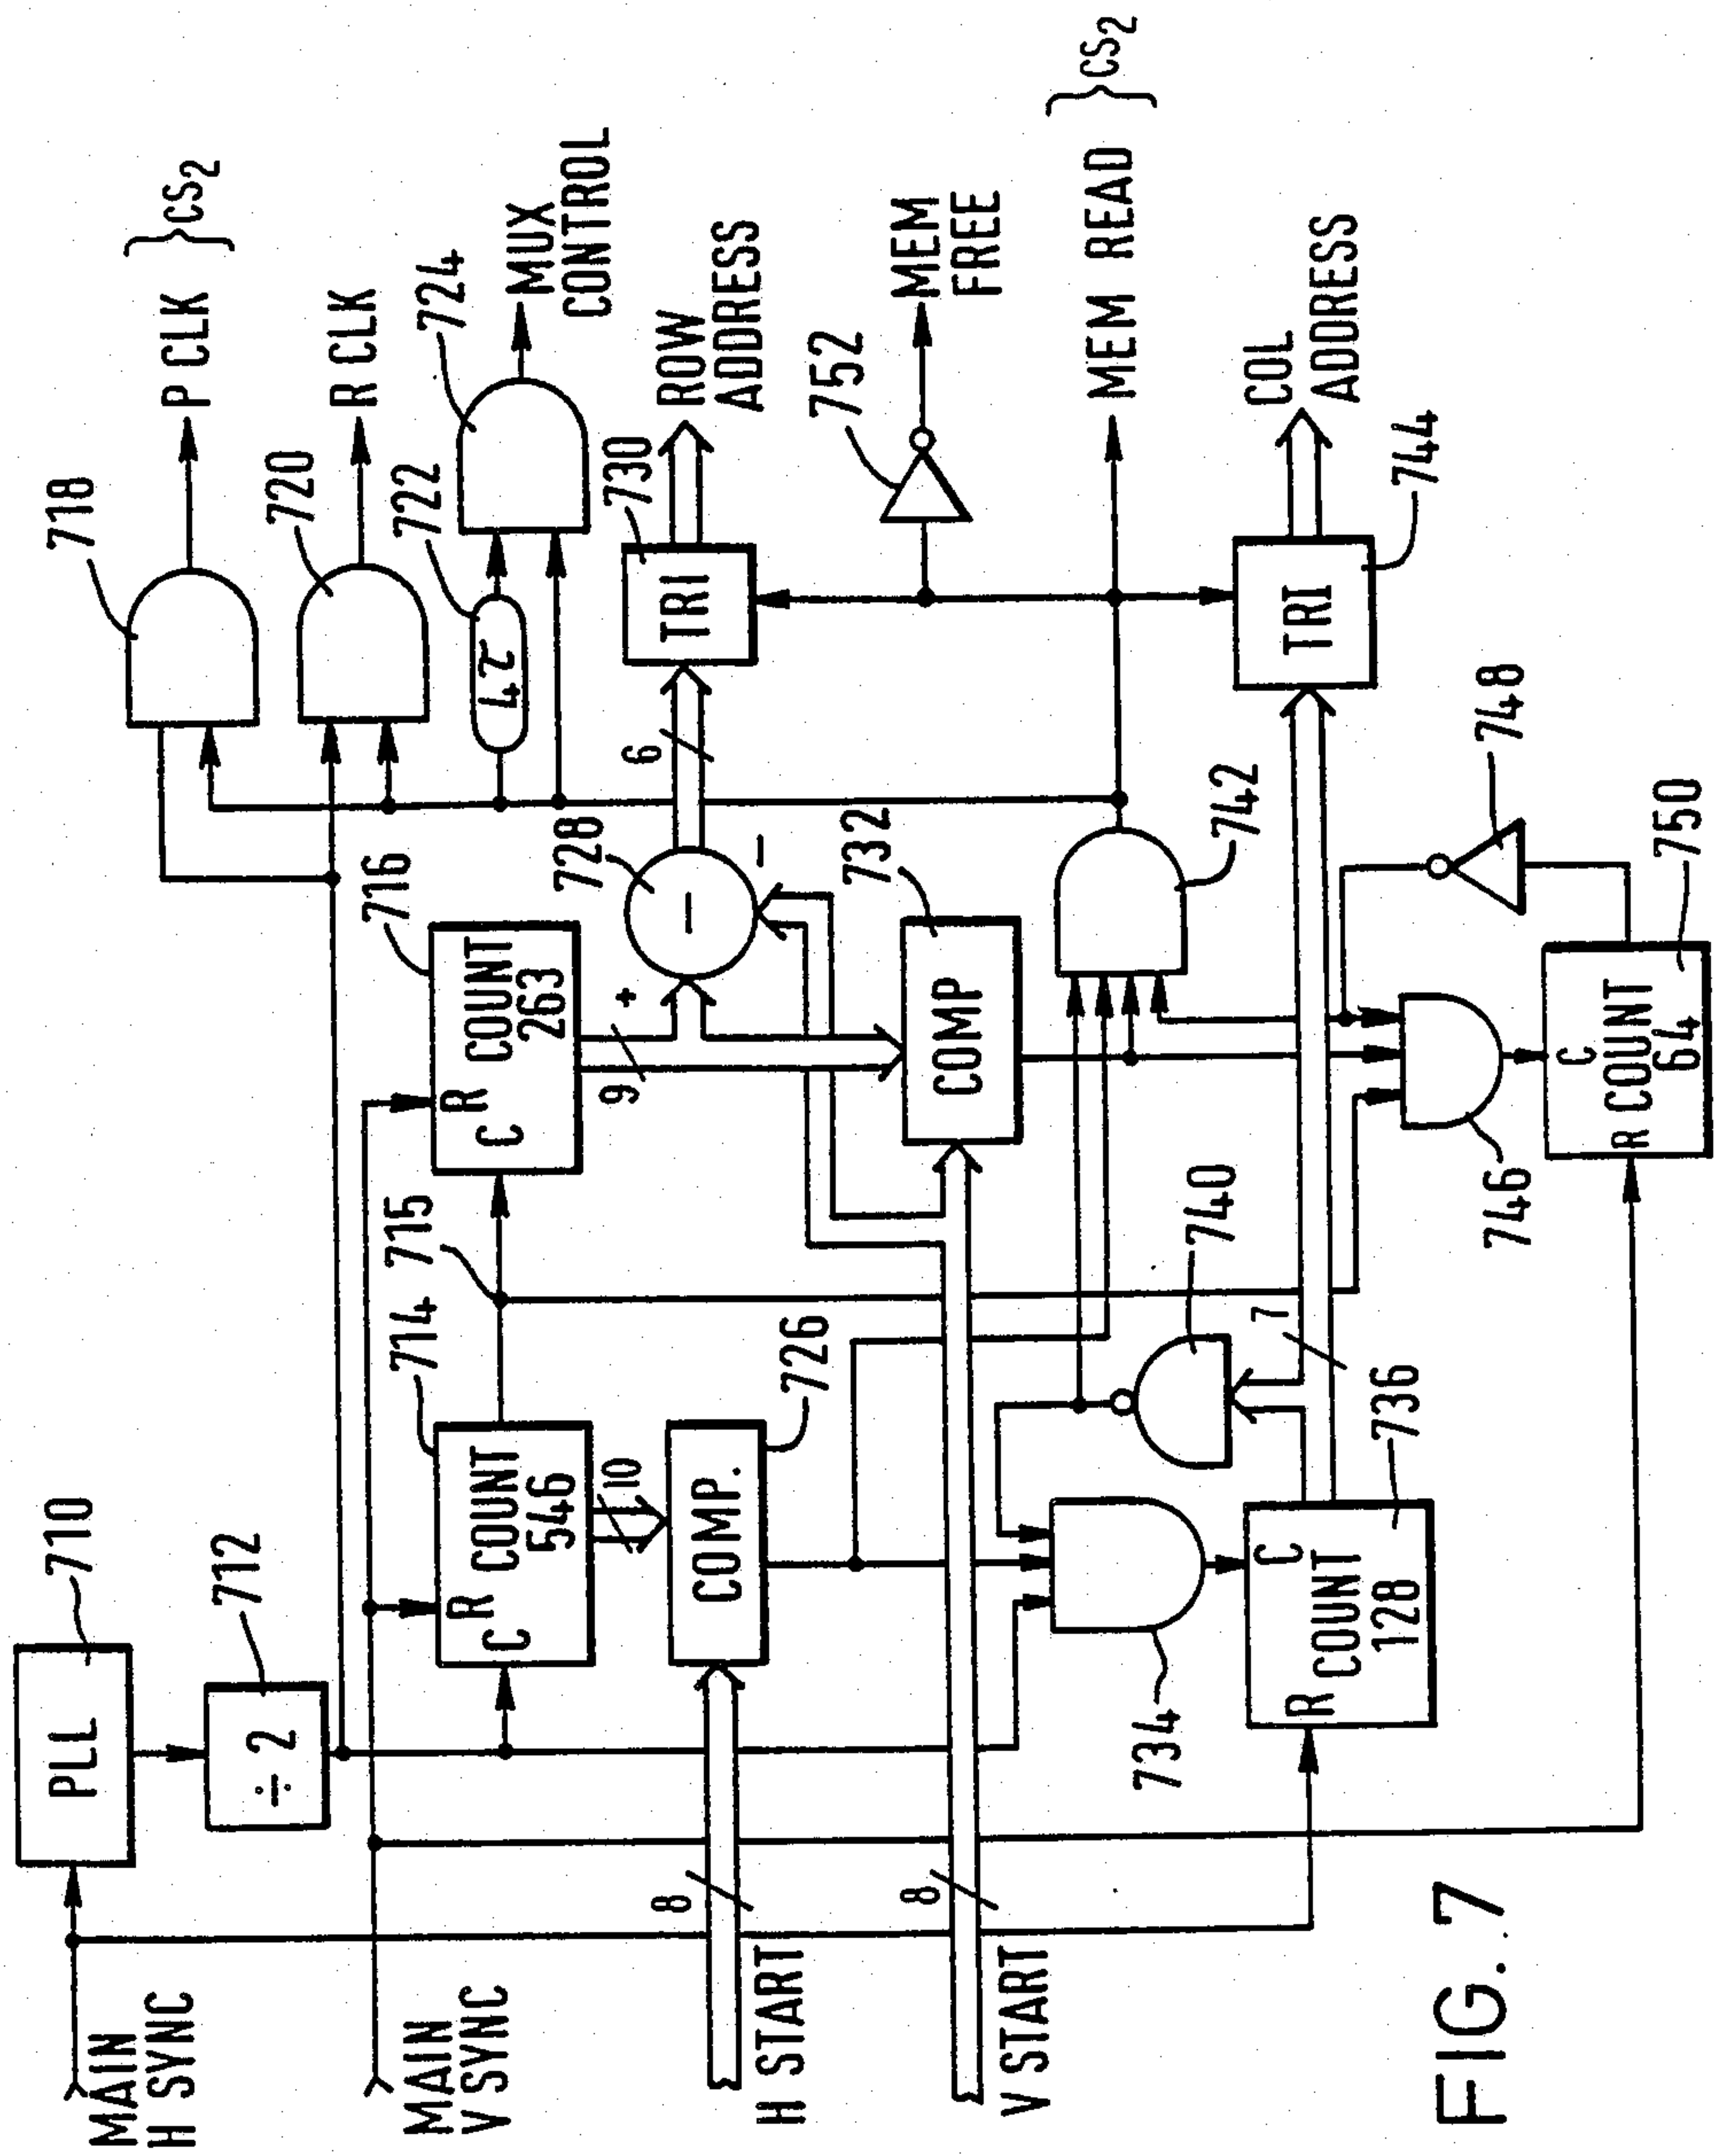 MAIN
H SYNC
PLL
710
÷ 2
712
MAIN
V SYNC
714
R
C
COUNT
546
10
715
716
R
C
COUNT
263
9
+
718
P CLK
} CS2
720
R CLK
722
4τ
724
MUX
CONTROL
H START
8
COMP.
726
728
−
−
6
TRI
730
ROW
ADDRESS
V START
8
COMP
732
752
MEM
FREE
734
740
742
MEM READ
} CS2
R
C
COUNT
128
736
7
TRI
744
COL
ADDRESS
746
748
R
C
COUNT
64
750
FIG. 7